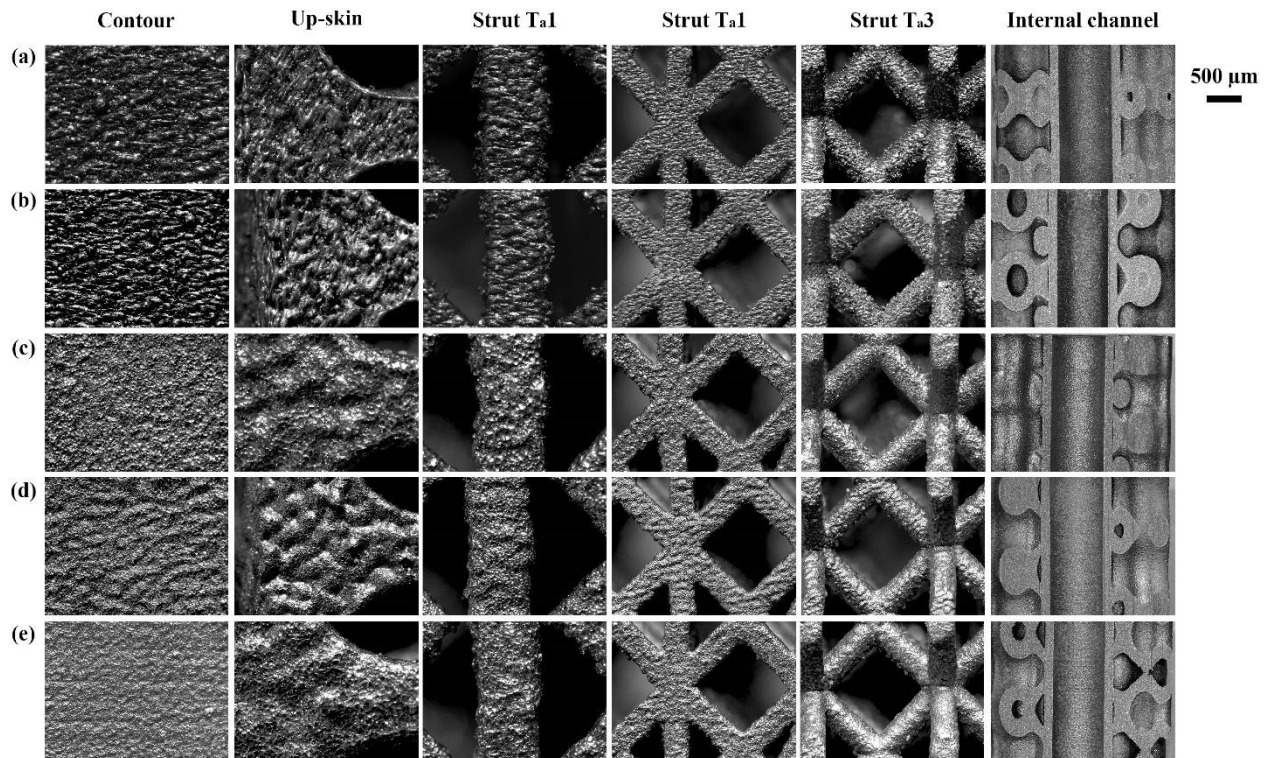 Contour Up-skin Strut Tₐ1 Strut Tₐ1 Strut Tₐ3 Internal channel
(a)
500 µm
(b)
(c)
(d)
(e)